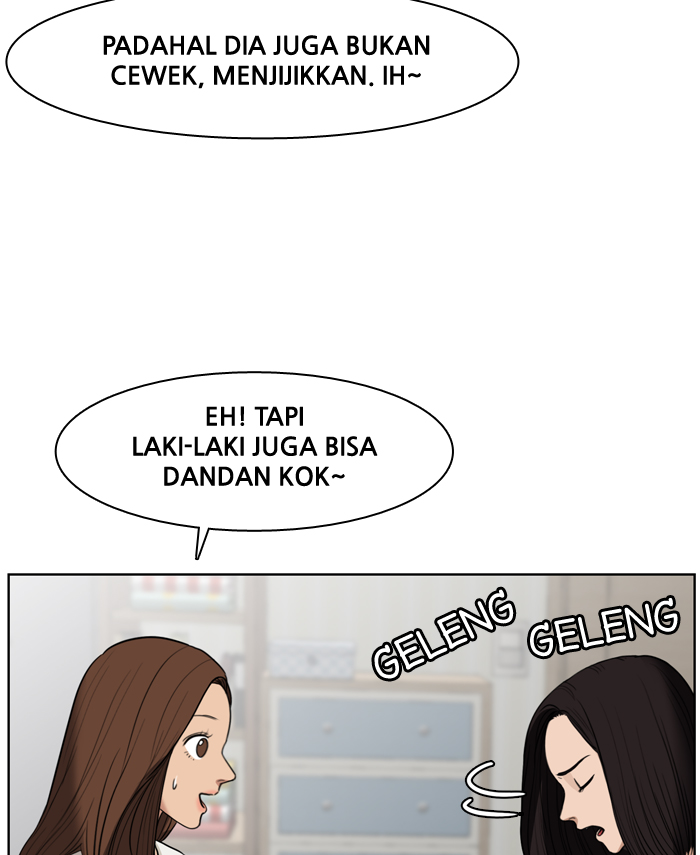 PADAHAL DIA JUGA BUKAN
CEWEK, MENJIJIKKAN. IH~
EH! TAPI
LAKI-LAKI JUGA BISA
DANDAN KOK~
GELENG
GELENG